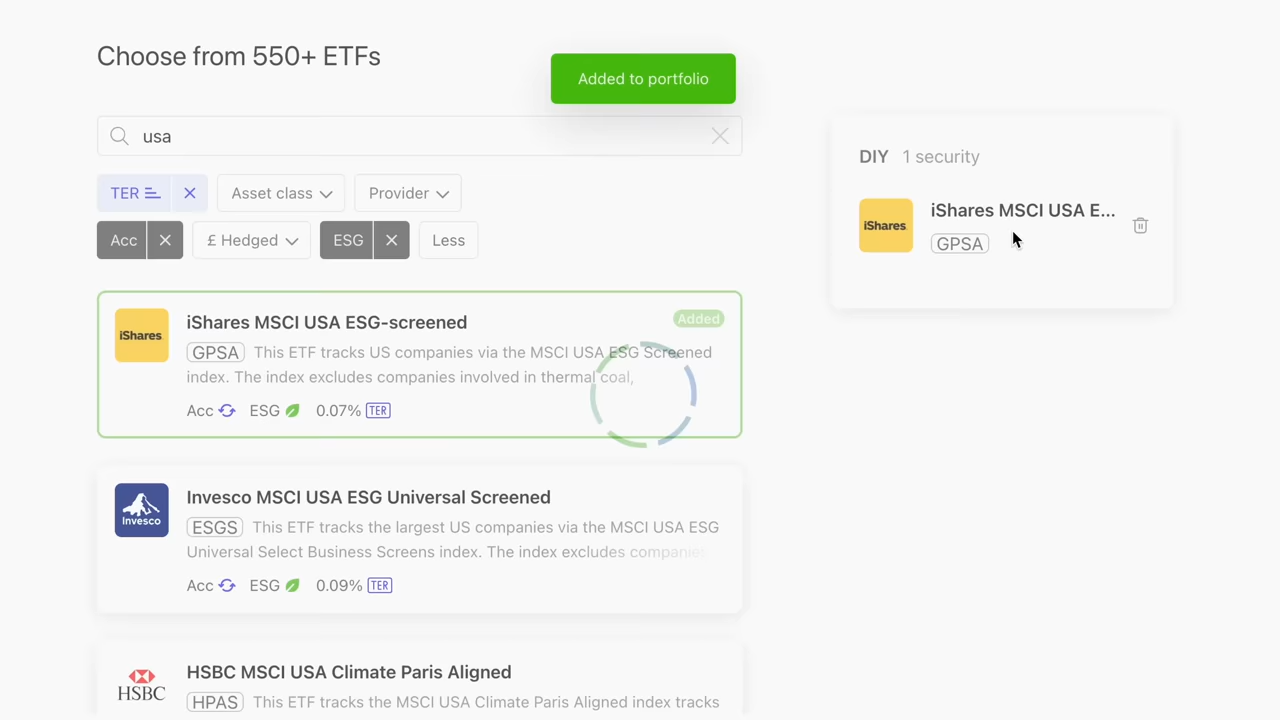 Choose from 550+ ETFs
Added to portfolio
usa
TER
Asset class
Provider
Acc
£ Hedged
ESG
Less
iShares
iShares MSCI USA ESG-screened
Added
GPSA This ETF tracks US companies via the MSCI USA ESG Screened
index. The index excludes companies involved in thermal coal,
Acc ESG 0.07% TER
Invesco
Invesco MSCI USA ESG Universal Screened
ESGS This ETF tracks the largest US companies via the MSCI USA ESG
Universal Select Business Screens index. The index excludes companies
Acc ESG 0.09% TER
HSBC
HSBC MSCI USA Climate Paris Aligned
HPAS This ETF tracks the MSCI USA Climate Paris Aligned index tracks
DIY 1 security
iShares
iShares MSCI USA E...
GPSA